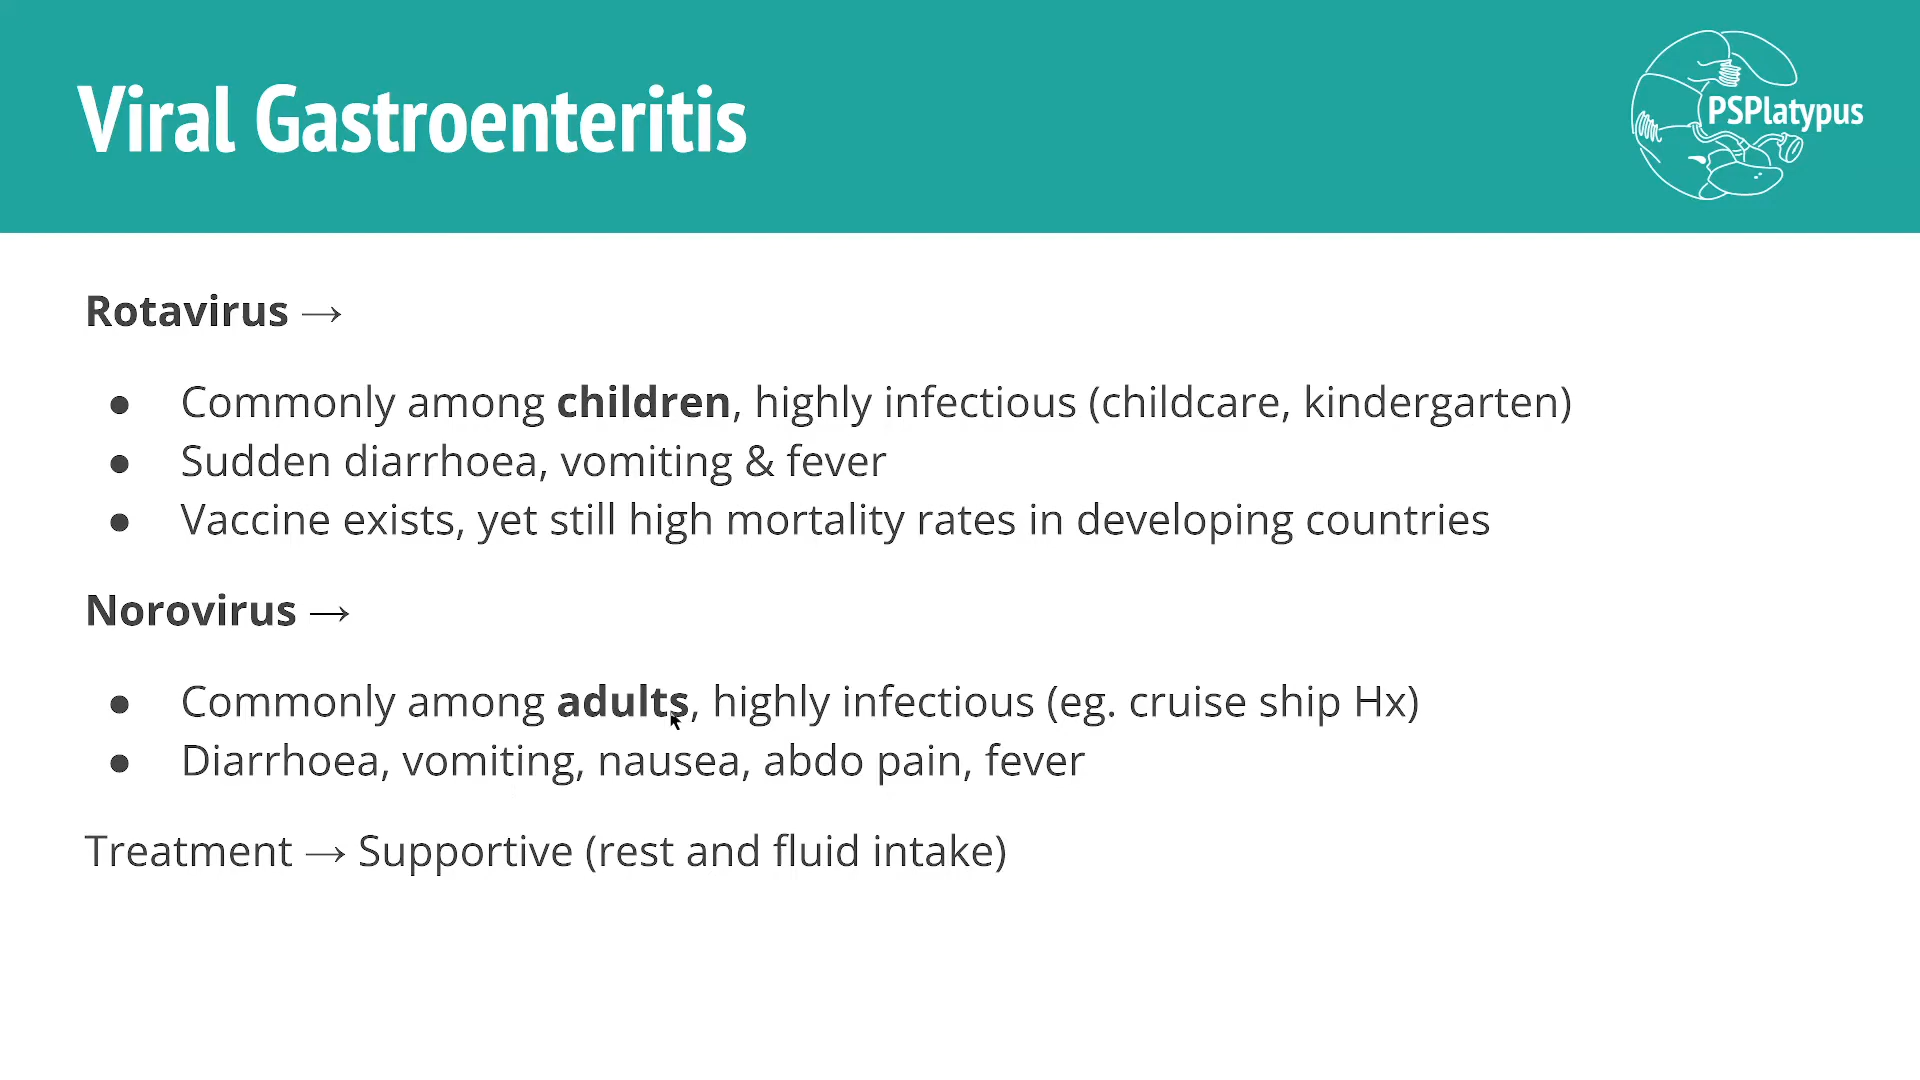 Viral Gastroenteritis
PSPlatypus
Rotavirus →
● Commonly among children, highly infectious (childcare, kindergarten)
● Sudden diarrhoea, vomiting & fever
● Vaccine exists, yet still high mortality rates in developing countries
Norovirus →
● Commonly among adults, highly infectious (eg. cruise ship Hx)
● Diarrhoea, vomiting, nausea, abdo pain, fever
Treatment → Supportive (rest and fluid intake)